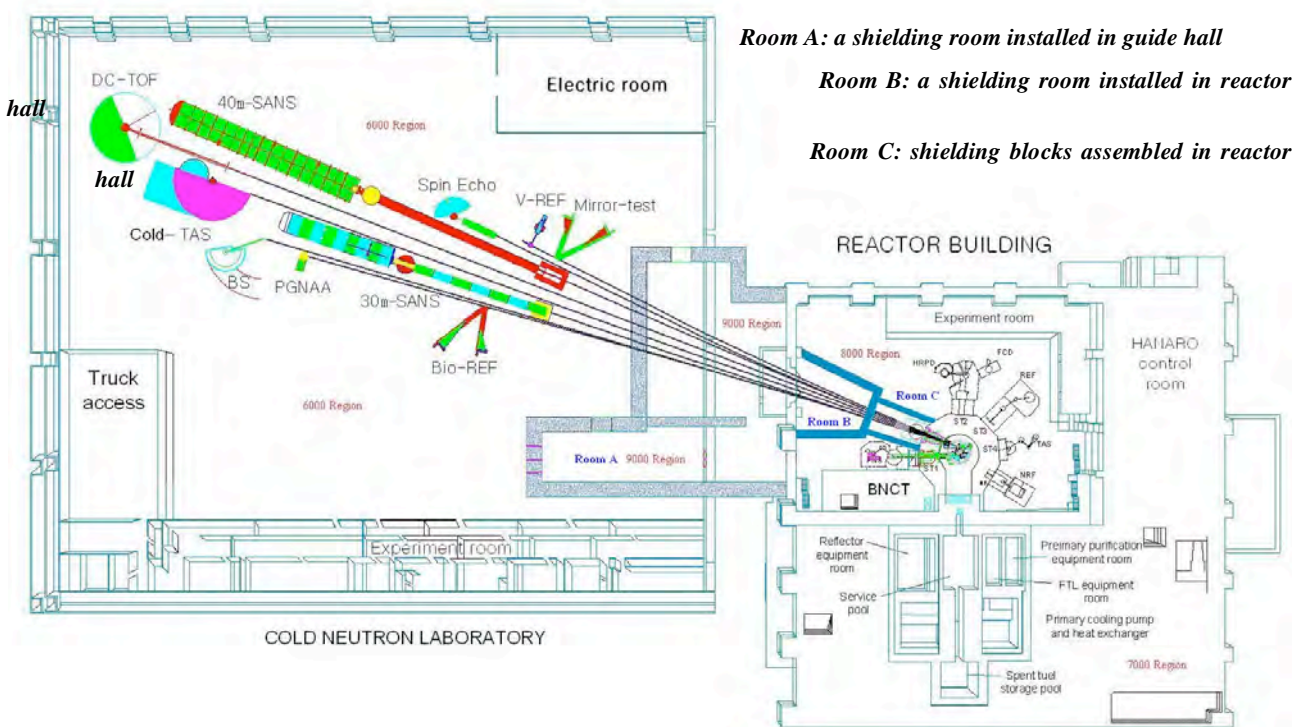 Room A: a shielding room installed in guide hall
Room B: a shielding room installed in reactor
hall
Room C: shielding blocks assembled in reactor
hall
DC-TOF
40m-SANS
6000 Region
Electric room
Spin Echo
V-REF
Mirror-test
Cold-TAS
BS
PGNAA
30m-SANS
Bio-REF
REACTOR BUILDING
9000 Region
Experiment room
HANARO
control
room
8000 Region
HRPD
FCD
REF
Room C
Room B
ST2
ST3
ST4
TAS
ST1
NRF
BNCT
Truck
access
6000 Region
Room A
9000 Region
Experiment room
Reflector
equipment
room
Service
pool
Preimary purification
equipment room
FTL equipment
room
Primary cooling pump
and heat exchanger
Spent fuel
storage pool
7000 Region
COLD NEUTRON LABORATORY